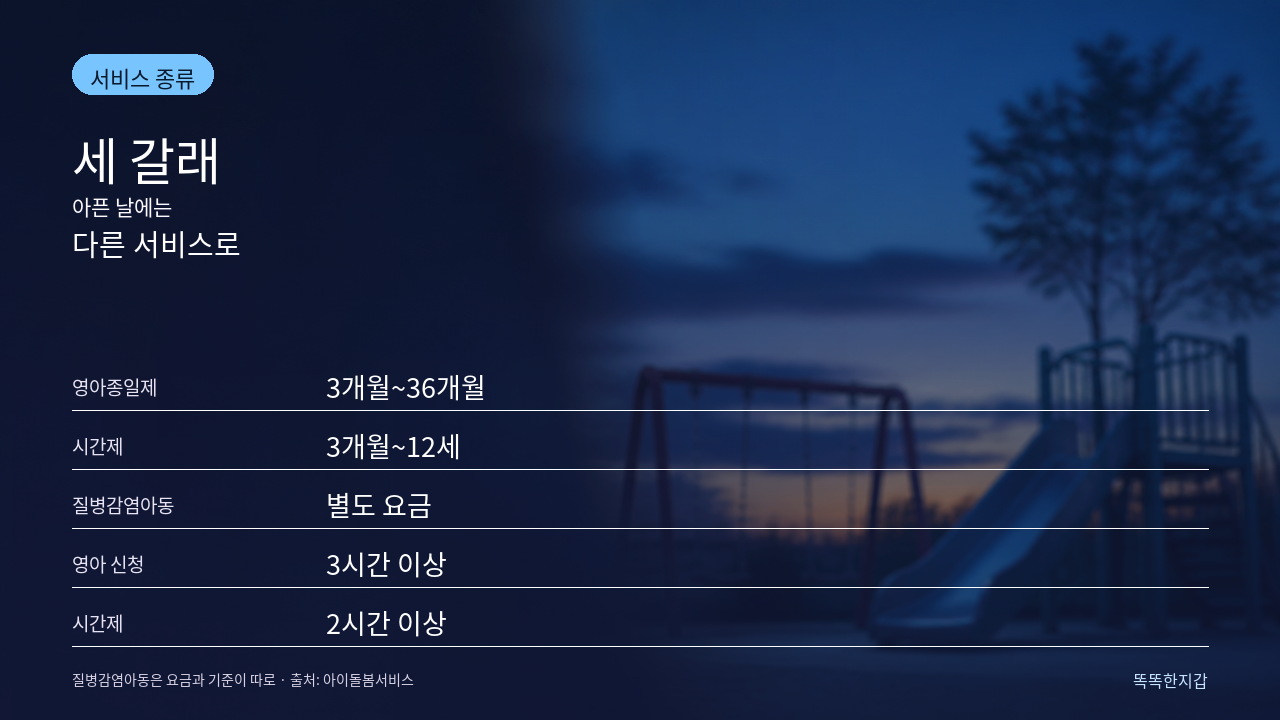 서비스 종류
세 갈래
아픈 날에는
다른 서비스로
영아종일제 3개월~36개월
시간제 3개월~12세
질병감염아동 별도 요금
영아 신청 3시간 이상
시간제 2시간 이상
질병감염아동은 요금과 기준이 따로 · 출처: 아이돌봄서비스
똑똑한지갑